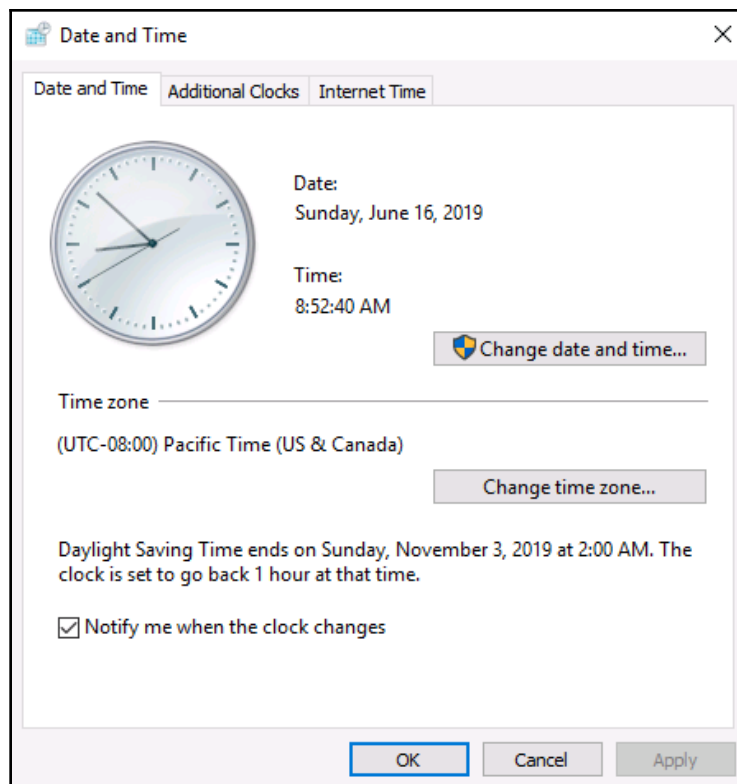 Date and Time
Date and Time
Additional Clocks
Internet Time
Date:
Sunday, June 16, 2019
Time:
8:52:40 AM
Change date and time...
Time zone
(UTC-08:00) Pacific Time (US & Canada)
Change time zone...
Daylight Saving Time ends on Sunday, November 3, 2019 at 2:00 AM. The
clock is set to go back 1 hour at that time.
Notify me when the clock changes
OK
Cancel
Apply